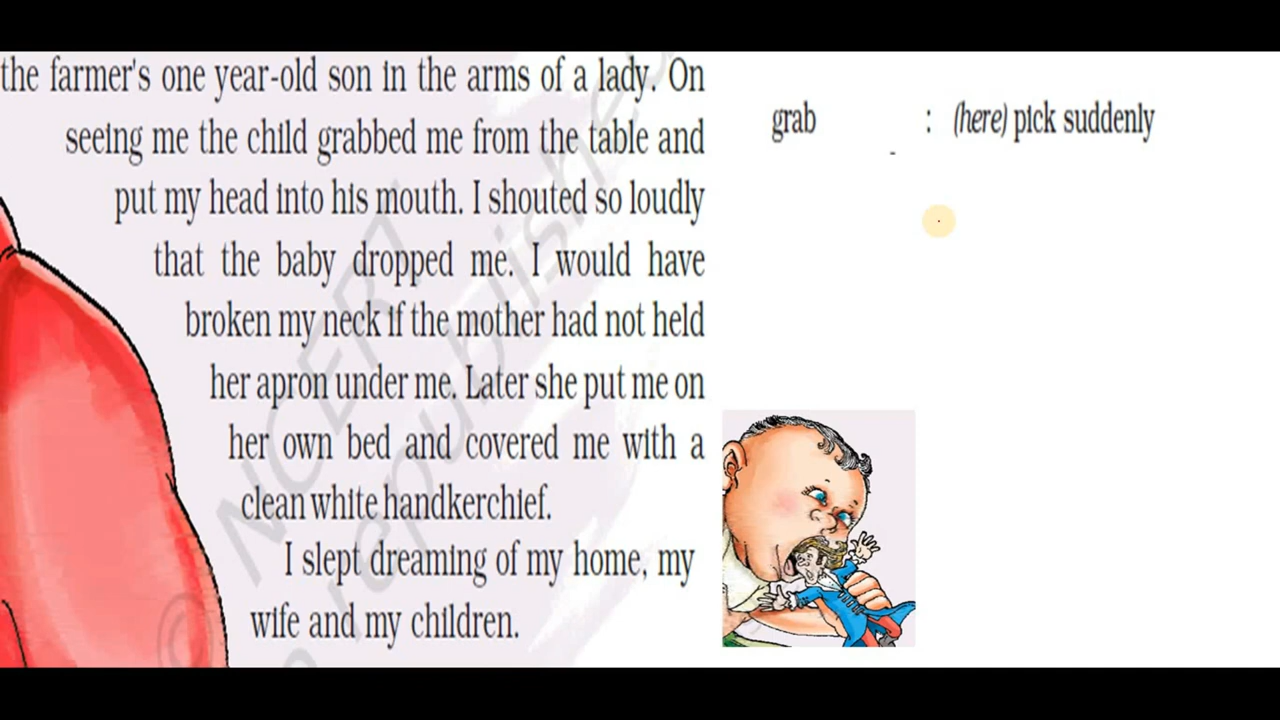 the farmer's one year-old son in the arms of a lady. On
seeing me the child grabbed me from the table and
put my head into his mouth. I shouted so loudly
that the baby dropped me. I would have
broken my neck if the mother had not held
her apron under me. Later she put me on
her own bed and covered me with a
clean white handkerchief.
I slept dreaming of my home, my
wife and my children.
grab : (here) pick suddenly
-
© NCERT
republished